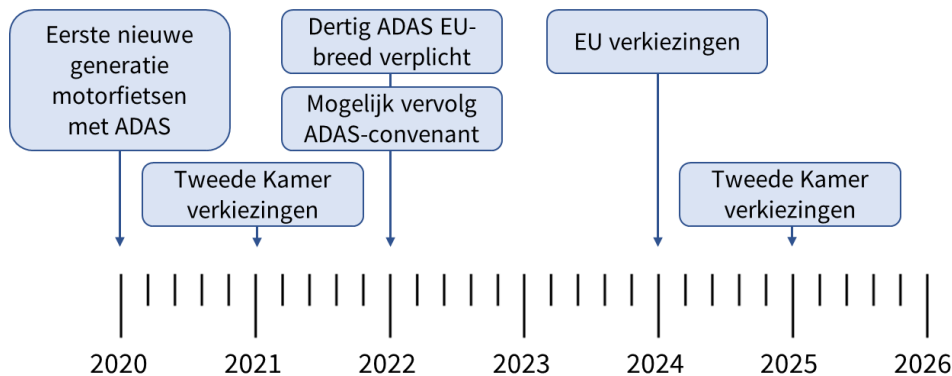 Eerste nieuwe
generatie
motorfietsen
met ADAS
Dertig ADAS EU-
breed verplicht
Mogelijk vervolg
ADAS-convenant
EU verkiezingen
Tweede Kamer
verkiezingen
Tweede Kamer
verkiezingen
2020
2021
2022
2023
2024
2025
2026